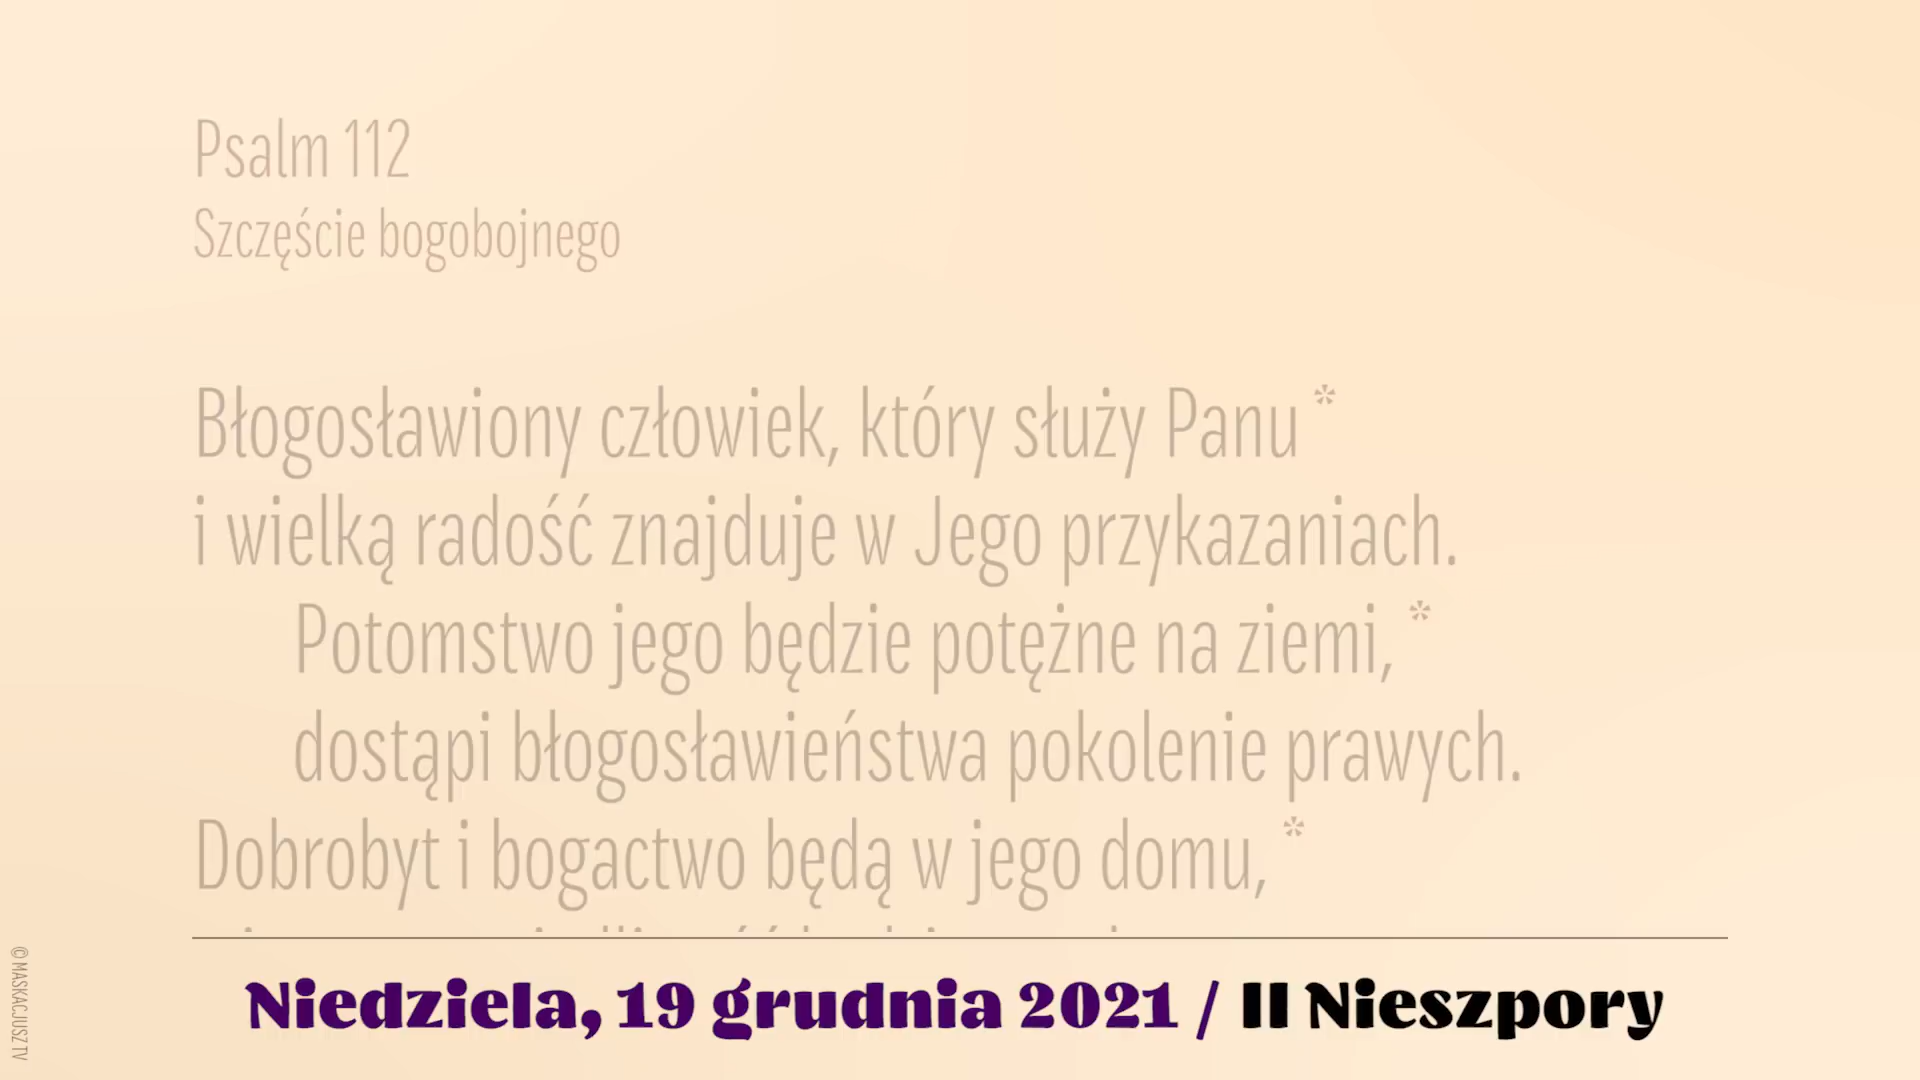 Psalm 112
Szczęście bogobojnego
Błogosławiony człowiek, który służy Panu *
i wielką radość znajduje w Jego przykazaniach.
Potomstwo jego będzie potężne na ziemi, *
dostąpi błogosławieństwa pokolenie prawych.
Dobrobyt i bogactwo będą w jego domu, *
Niedziela, 19 grudnia 2021 / II Nieszpory
© MASKACJUSZ TV